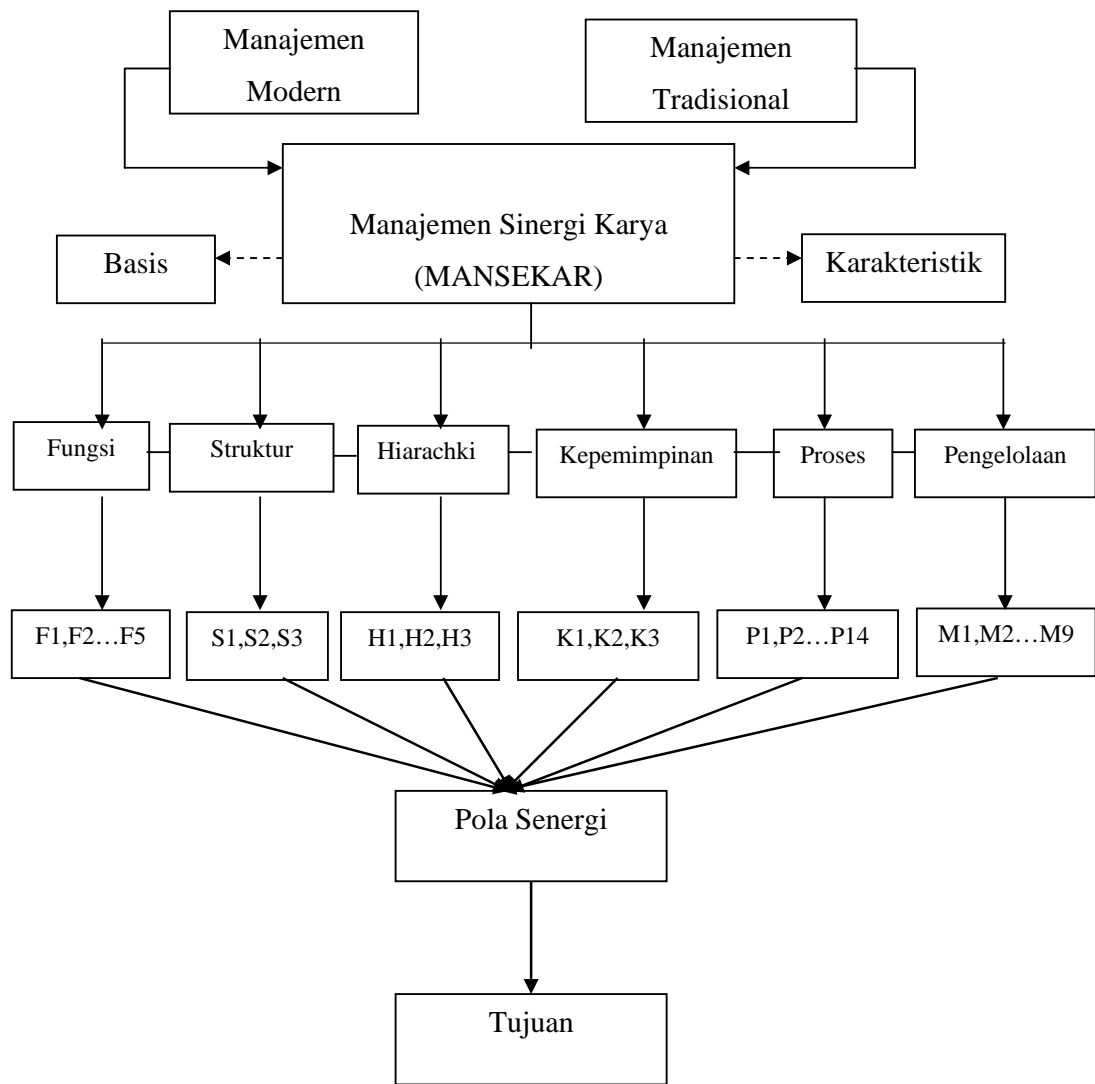 Manajemen
Modern
Manajemen
Tradisional
Manajemen Sinergi Karya
(MANSEKAR)
Basis
Karakteristik
Fungsi
Struktur
Hiarachki
Kepemimpinan
Proses
Pengelolaan
F1,F2…F5
S1,S2,S3
H1,H2,H3
K1,K2,K3
P1,P2…P14
M1,M2…M9
Pola Senergi
Tujuan